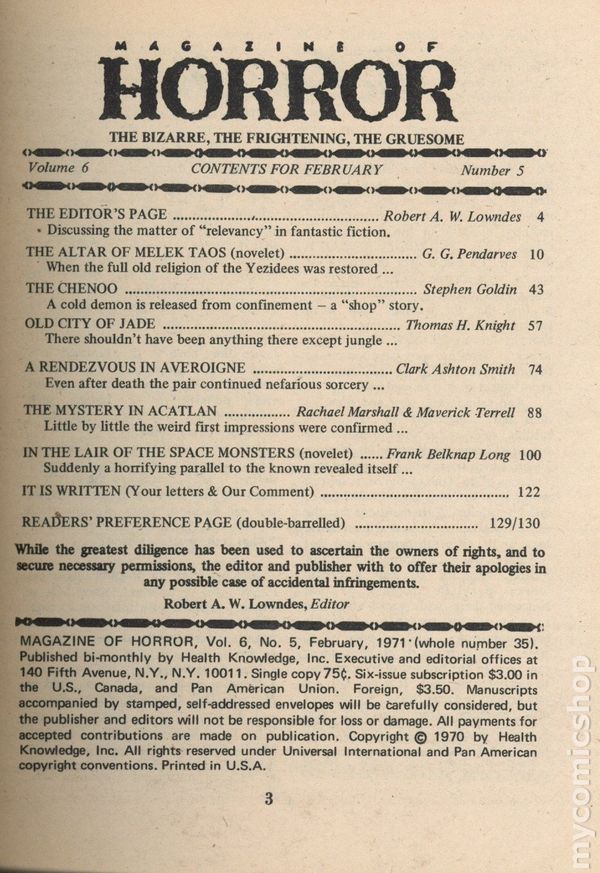 MAGAZINE OF
HORROR
THE BIZARRE, THE FRIGHTENING, THE GRUESOME
Volume 6 CONTENTS FOR FEBRUARY Number 5
THE EDITOR'S PAGE .......................................... Robert A. W. Lowndes 4
Discussing the matter of "relevancy" in fantastic fiction.
THE ALTAR OF MELEK TAOS (novelet) ............................... G. G. Pendarves 10
When the full old religion of the Yezidees was restored ...
THE CHENOO .............................................................. Stephen Goldin 43
A cold demon is released from confinement – a "shop" story.
OLD CITY OF JADE ................................................ Thomas H. Knight 57
There shouldn't have been anything there except jungle ...
A RENDEZVOUS IN AVEROIGNE ............................ Clark Ashton Smith 74
Even after death the pair continued nefarious sorcery ...
THE MYSTERY IN ACATLAN ................ Rachael Marshall & Maverick Terrell 88
Little by little the weird first impressions were confirmed ...
IN THE LAIR OF THE SPACE MONSTERS (novelet) ...... Frank Belknap Long 100
Suddenly a horrifying parallel to the known revealed itself ...
IT IS WRITTEN (Your letters & Our Comment) ...................................... 122
READERS' PREFERENCE PAGE (double-barrelled) .............................. 129/130
While the greatest diligence has been used to ascertain the owners of rights, and to
secure necessary permissions, the editor and publisher with to offer their apologies in
any possible case of accidental infringements.
Robert A. W. Lowndes, Editor
MAGAZINE OF HORROR, Vol. 6, No. 5, February, 1971 (whole number 35).
Published bi-monthly by Health Knowledge, Inc. Executive and editorial offices at
140 Fifth Avenue, N.Y., N.Y. 10011. Single copy 75¢. Six-issue subscription $3.00 in
the U.S., Canada, and Pan American Union. Foreign, $3.50. Manuscripts
accompanied by stamped, self-addressed envelopes will be carefully considered, but
the publisher and editors will not be responsible for loss or damage. All payments for
accepted contributions are made on publication. Copyright © 1970 by Health
Knowledge, Inc. All rights reserved under Universal International and Pan American
copyright conventions. Printed in U.S.A.
3
mycomicshop